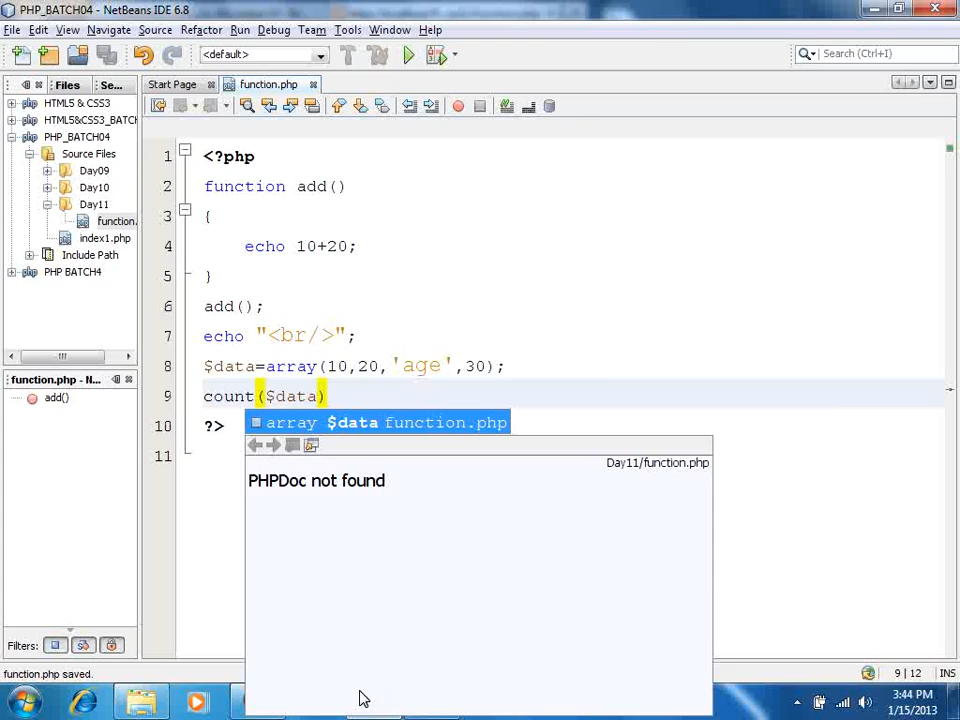 PHP_BATCH04 - NetBeans IDE 6.8
File Edit View Navigate Source Refactor Run Debug Team Tools Window Help
<default>
Search (Ctrl+I)
Files Se...
Start Page function.php
HTML5 & CSS3
HTML5&CSS3_BATCH
PHP_BATCH04
Source Files
Day09
Day10
Day11
function.
index1.php
Include Path
PHP BATCH4
1 <?php
2 function add()
3 {
4 echo 10+20;
5 }
6 add();
7 echo "<br/>";
8 $data=array(10,20,'age',30);
9 count($data)
10 ?>
11
array $data function.php
Day11/function.php
PHPDoc not found
function.php - N...
add()
Filters:
function.php saved.
9 | 12 INS
3:44 PM
1/15/2013